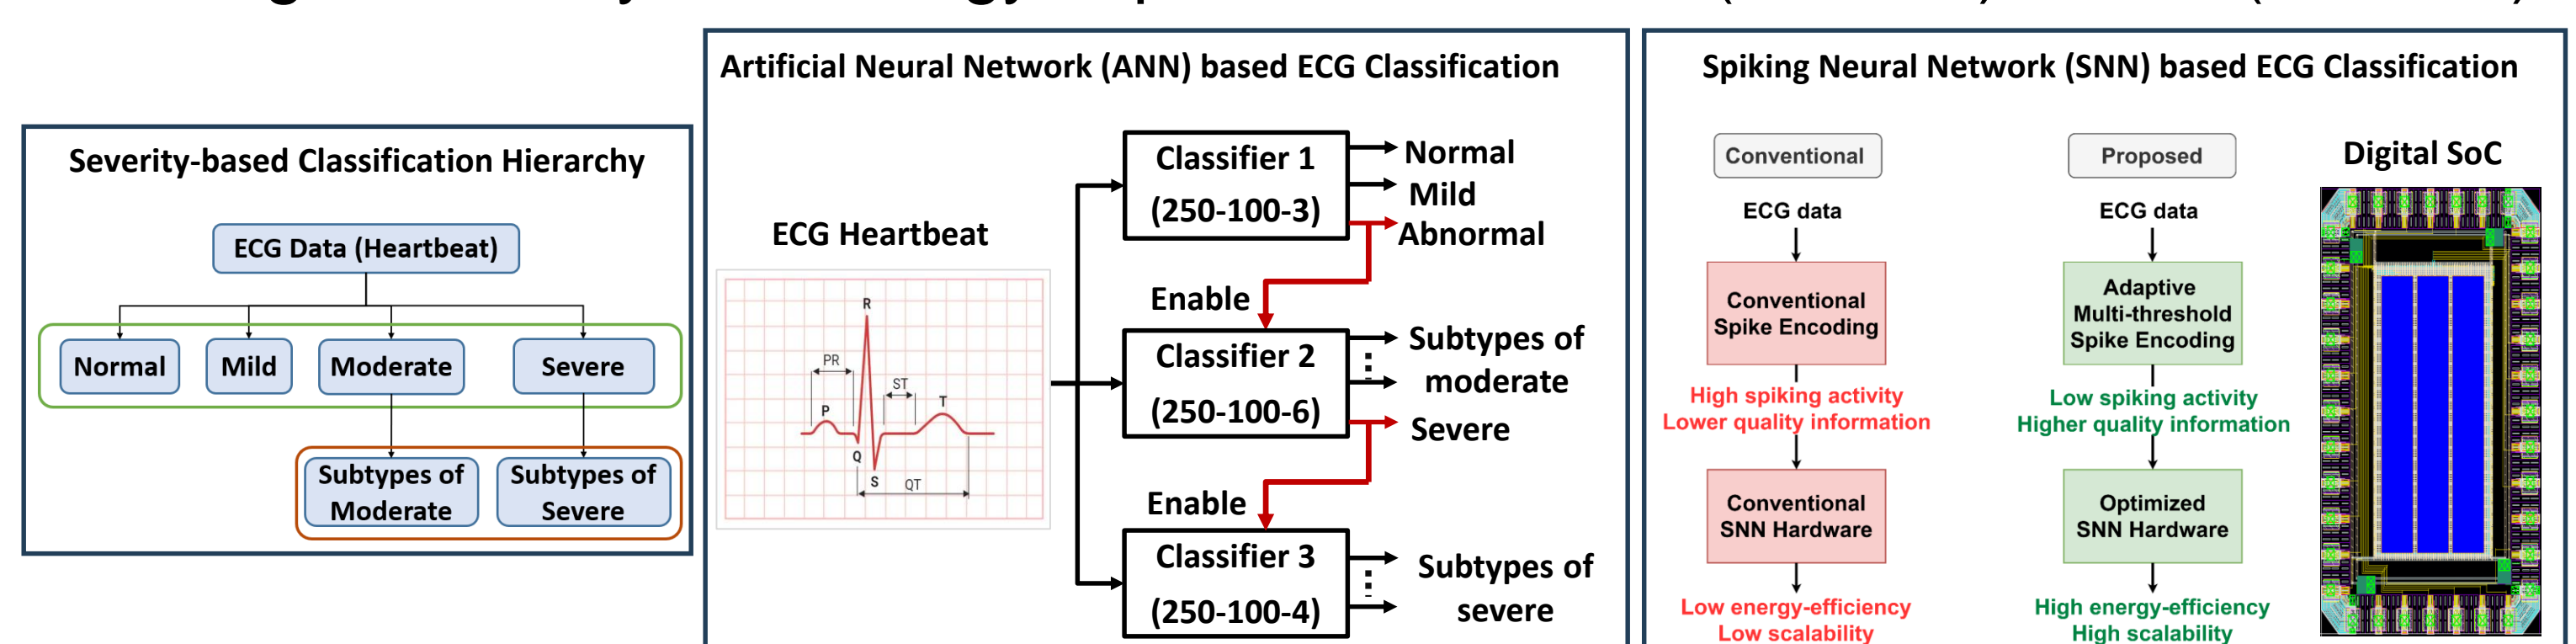 Severity-based Classification Hierarchy
ECG Data (Heartbeat)
Normal
Mild
Moderate
Severe
Subtypes of
Moderate
Subtypes of
Severe
Artificial Neural Network (ANN) based ECG Classification
ECG Heartbeat
R
PR
ST
P
T
Q
S
QT
Classifier 1
(250-100-3)
Normal
Mild
Abnormal
Enable
Classifier 2
(250-100-6)
Subtypes of
moderate
Severe
Enable
Classifier 3
(250-100-4)
Subtypes of
severe
Spiking Neural Network (SNN) based ECG Classification
Conventional
ECG data
Conventional
Spike Encoding
High spiking activity
Lower quality information
Conventional
SNN Hardware
Low energy-efficiency
Low scalability
Proposed
ECG data
Adaptive
Multi-threshold
Spike Encoding
Low spiking activity
Higher quality information
Optimized
SNN Hardware
High energy-efficiency
High scalability
Digital SoC